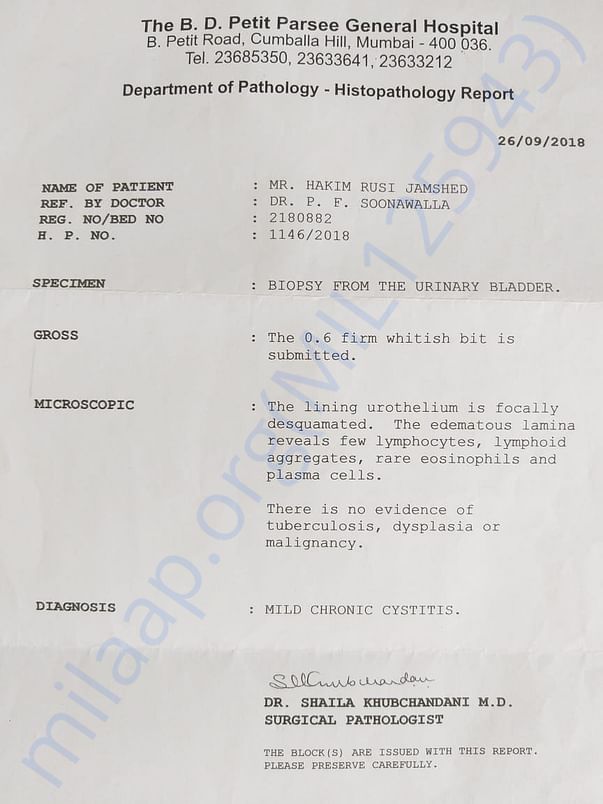 The B. D. Petit Parsee General Hospital
B. Petit Road, Cumballa Hill, Mumbai - 400 036.
Tel. 23685350, 23633641, 23633212
Department of Pathology - Histopathology Report
26/09/2018
NAME OF PATIENT : MR. HAKIM RUSI JAMSHED
REF. BY DOCTOR : DR. P. F. SOONAWALLA
REG. NO/BED NO : 2180882
H. P. NO. : 1146/2018
SPECIMEN : BIOPSY FROM THE URINARY BLADDER.
GROSS : The 0.6 firm whitish bit is
submitted.
MICROSCOPIC : The lining urothelium is focally
desquamated. The edematous lamina
reveals few lymphocytes, lymphoid
aggregates, rare eosinophils and
plasma cells.
There is no evidence of
tuberculosis, dysplasia or
malignancy.
DIAGNOSIS : MILD CHRONIC CYSTITIS.
DR. SHAILA KHUBCHANDANI M.D.
SURGICAL PATHOLOGIST
THE BLOCK(S) ARE ISSUED WITH THIS REPORT.
PLEASE PRESERVE CAREFULLY.
milaap.org(MIL125943)